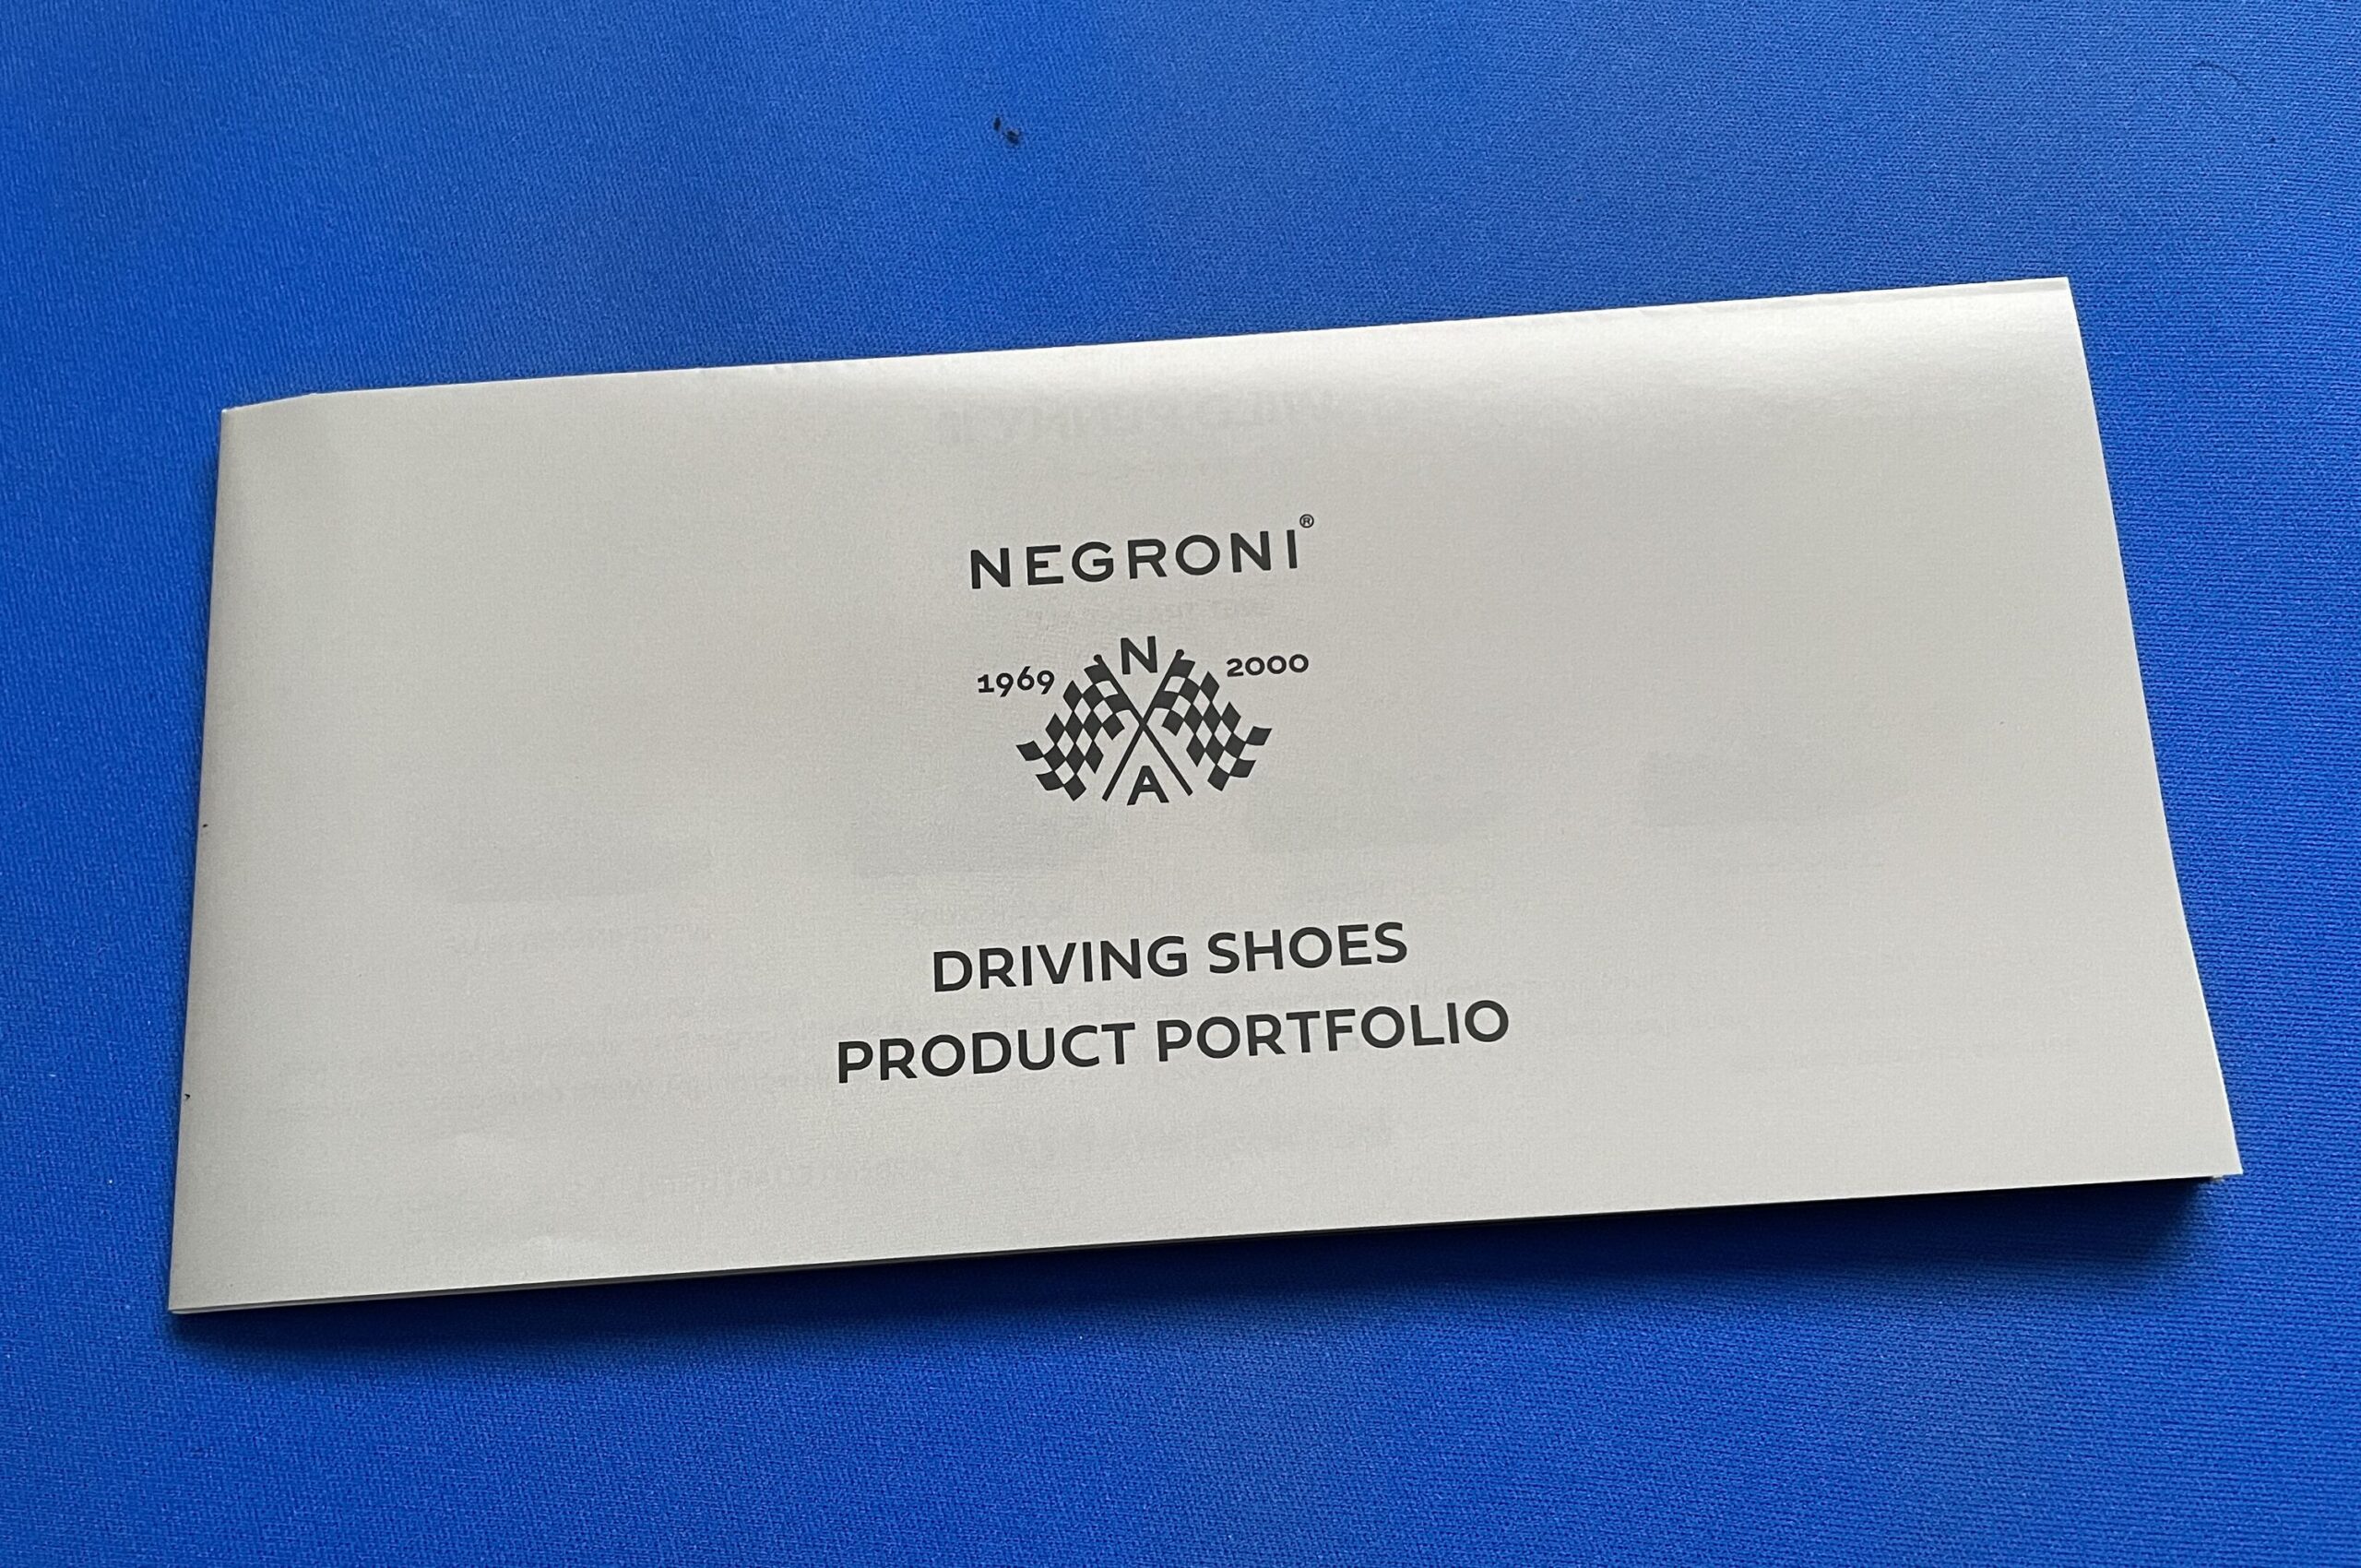 NEGRONI®
1969 N 2000
A
DRIVING SHOES
PRODUCT PORTFOLIO